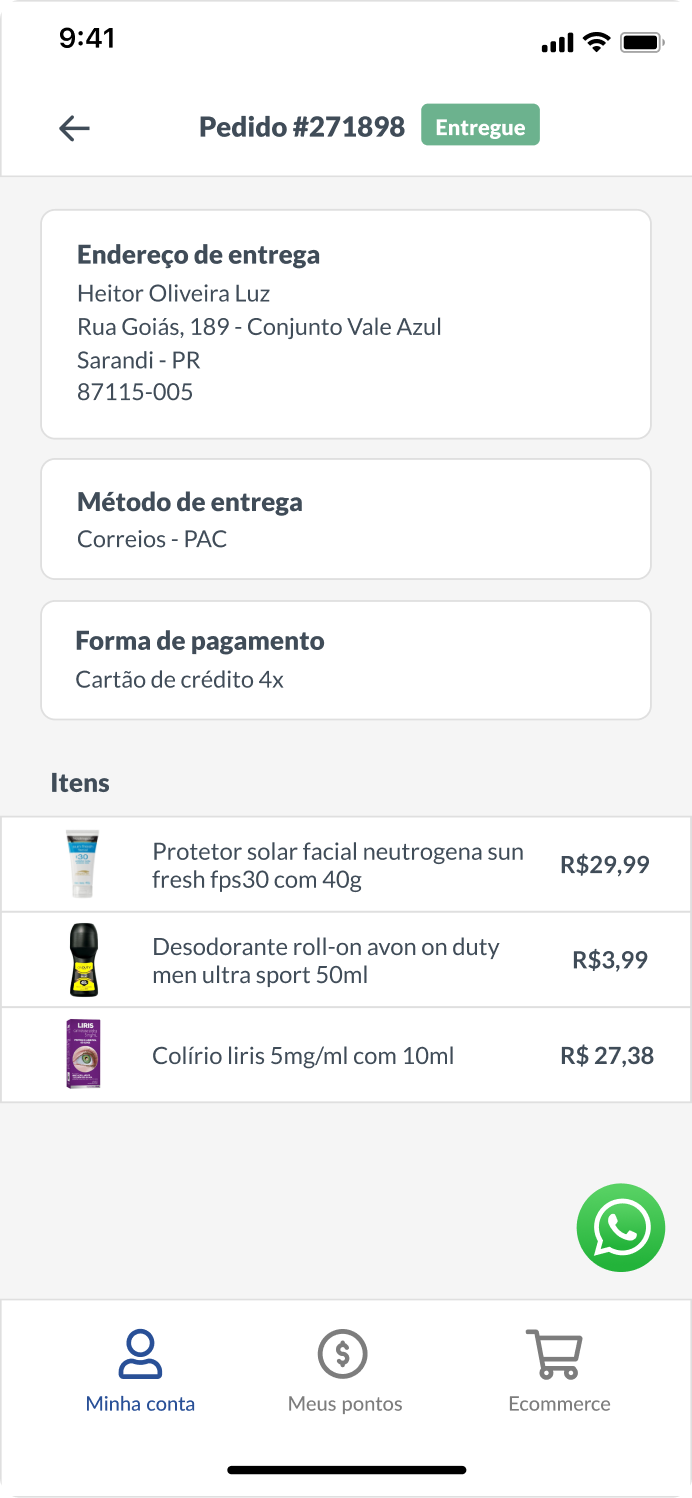 9:41
Pedido #271898
Entregue
Endereço de entrega
Heitor Oliveira Luz
Rua Goiás, 189 - Conjunto Vale Azul
Sarandi - PR
87115-005
Método de entrega
Correios - PAC
Forma de pagamento
Cartão de crédito 4x
Itens
Protetor solar facial neutrogena sun
fresh fps30 com 40g
R$29,99
Desodorante roll-on avon on duty
men ultra sport 50ml
R$3,99
LIRIS
Colírio liris 5mg/ml com 10ml
R$ 27,38
Minha conta
Meus pontos
Ecommerce